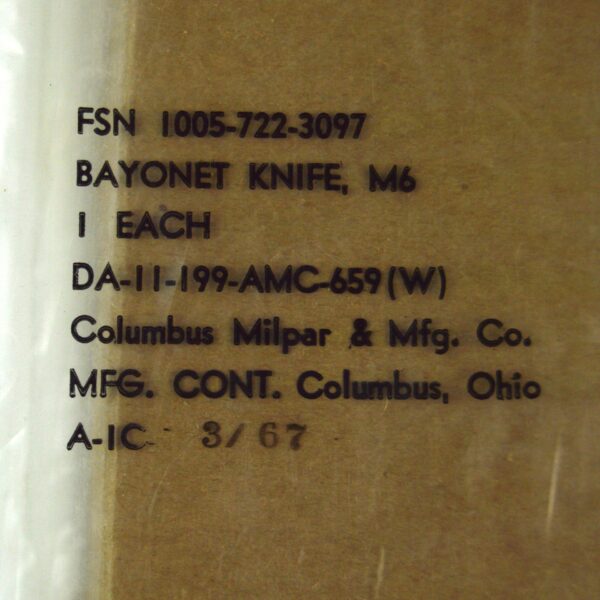 FSN 1005-722-3097
BAYONET KNIFE, M6
1 EACH
DA-11-199-AMC-659(W)
Columbus Milpar & Mfg. Co.
MFG. CONT. Columbus, Ohio
A-1C 3/67